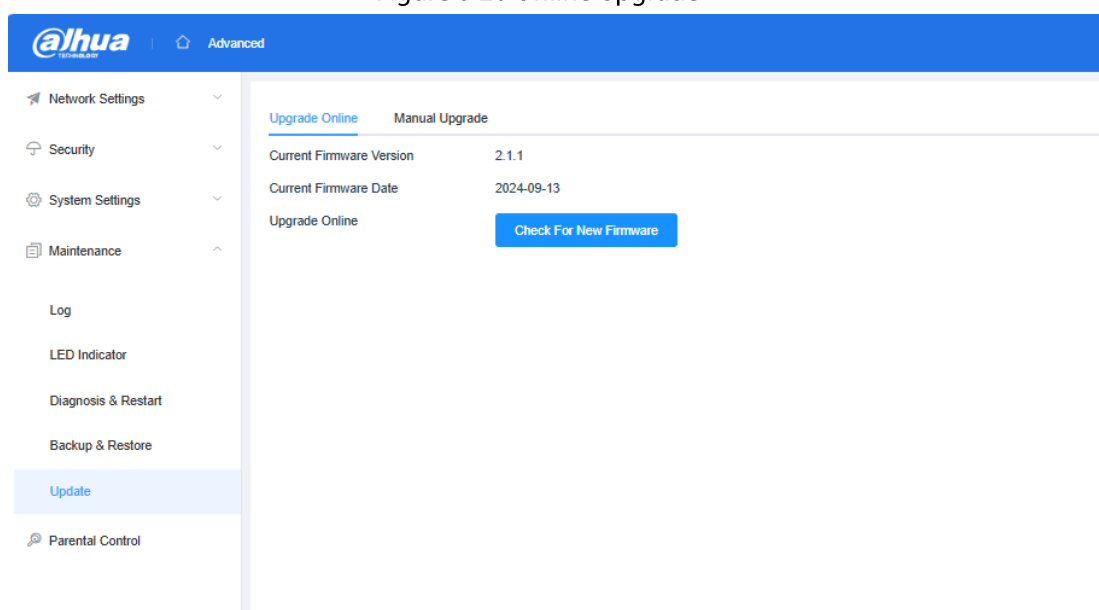 alhua
TECHNOLOGY
Advanced
Network Settings
Security
System Settings
Maintenance
Log
LED Indicator
Diagnosis & Restart
Backup & Restore
Update
Parental Control
Upgrade Online Manual Upgrade
Current Firmware Version 2.1.1
Current Firmware Date 2024-09-13
Upgrade Online Check For New Firmware